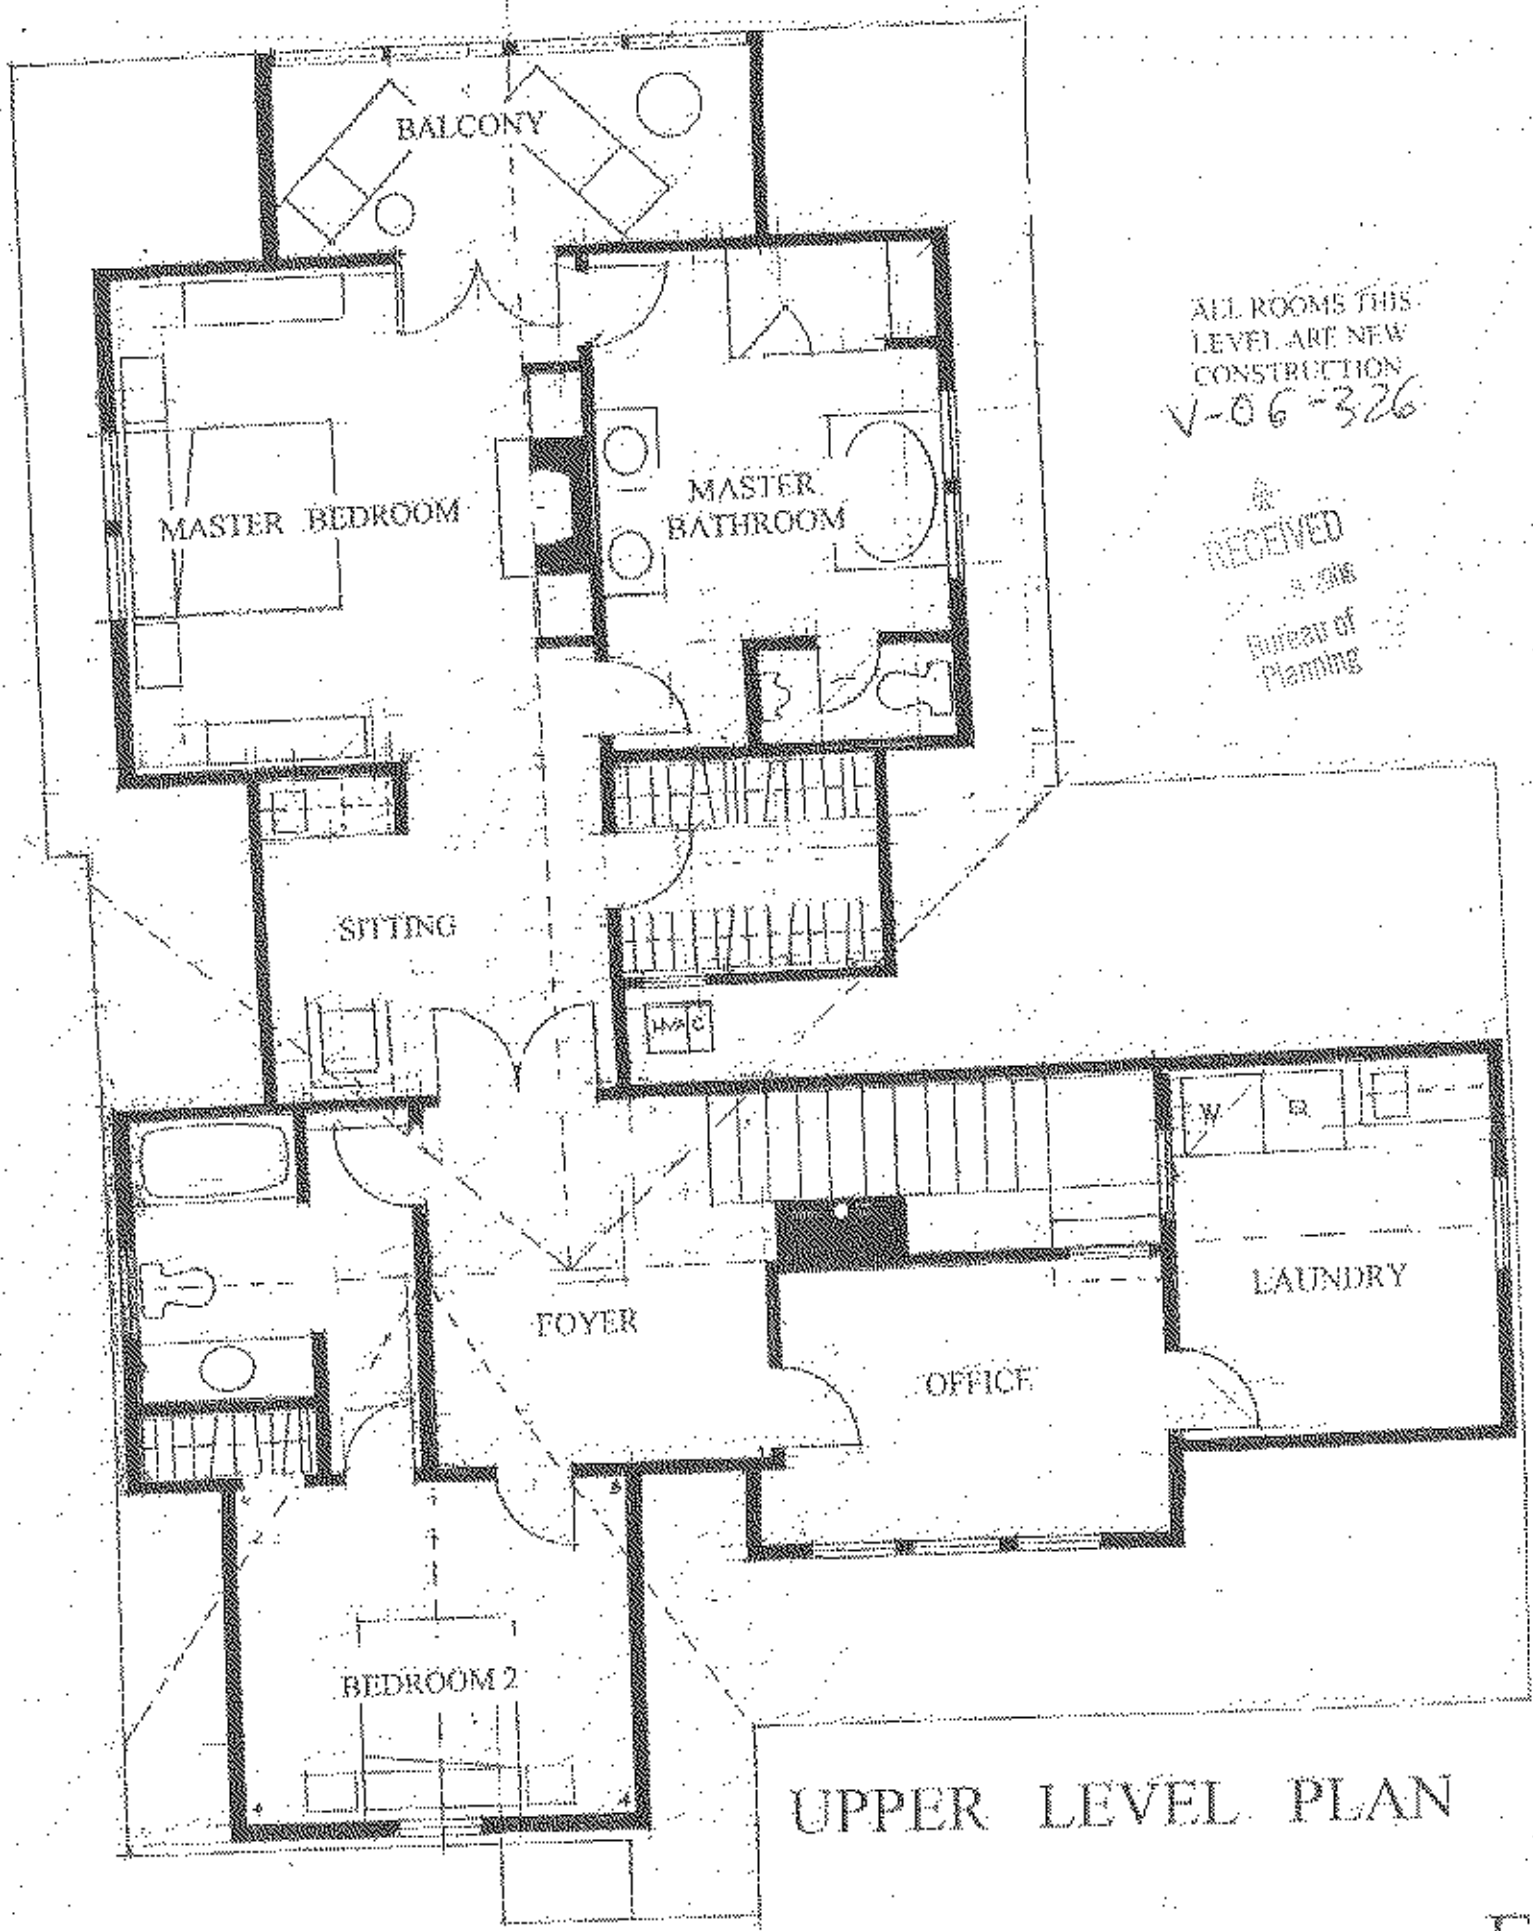 BALCONY
ALL ROOMS THIS
LEVEL ARE NEW
CONSTRUCTION
V-06-326
MASTER BEDROOM
MASTER
BATHROOM
RECEIVED
Bureau of
Planning
SITTING
HVAC
W
LAUNDRY
FOYER
OFFICE
BEDROOM 2
UPPER LEVEL PLAN